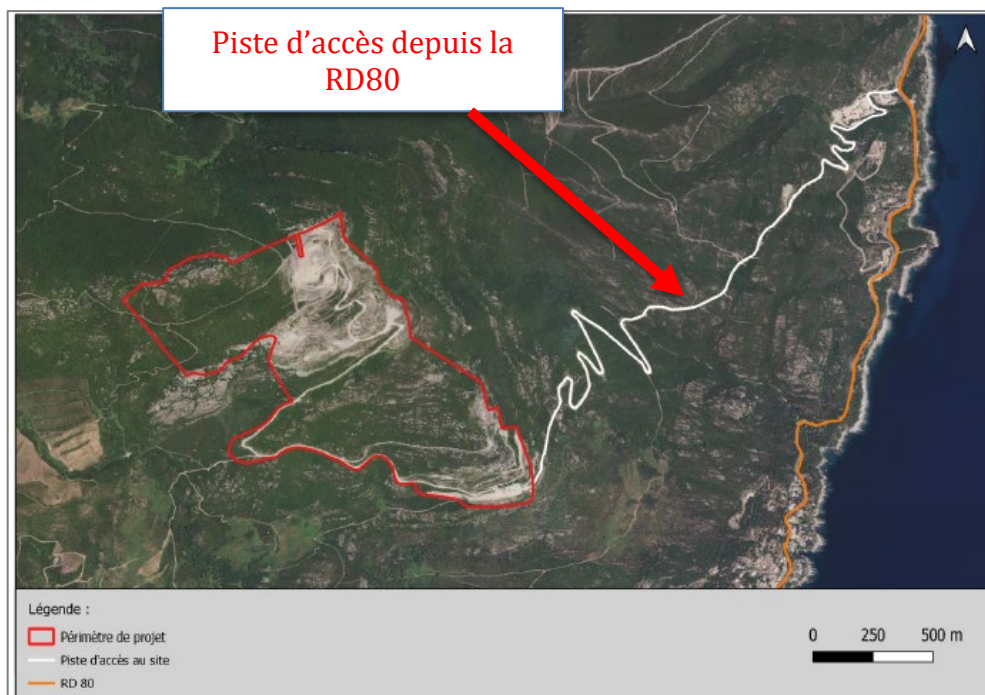 Piste d’accès depuis la
RD80
Légende :
Périmètre de projet
Piste d'accès au site
RD 80
0 250 500 m